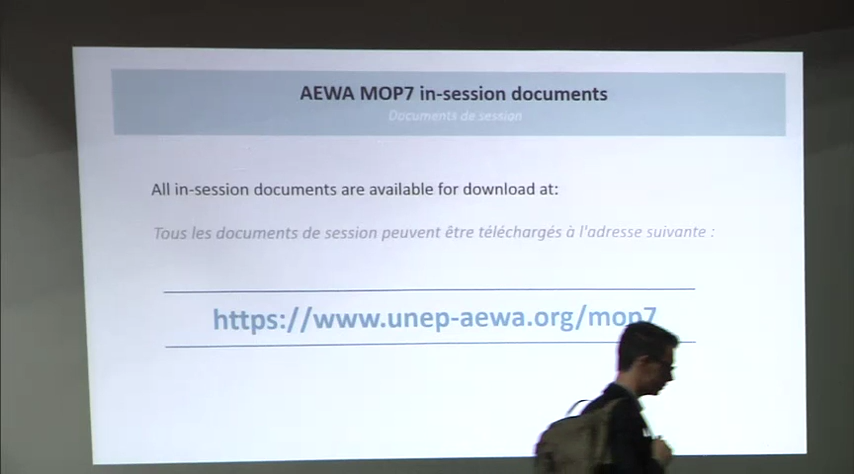 AEWA MOP7 in-session documents
Documents de session
All in-session documents are available for download at:
Tous les documents de session peuvent être téléchargés à l'adresse suivante :
https://www.unep-aewa.org/mop7